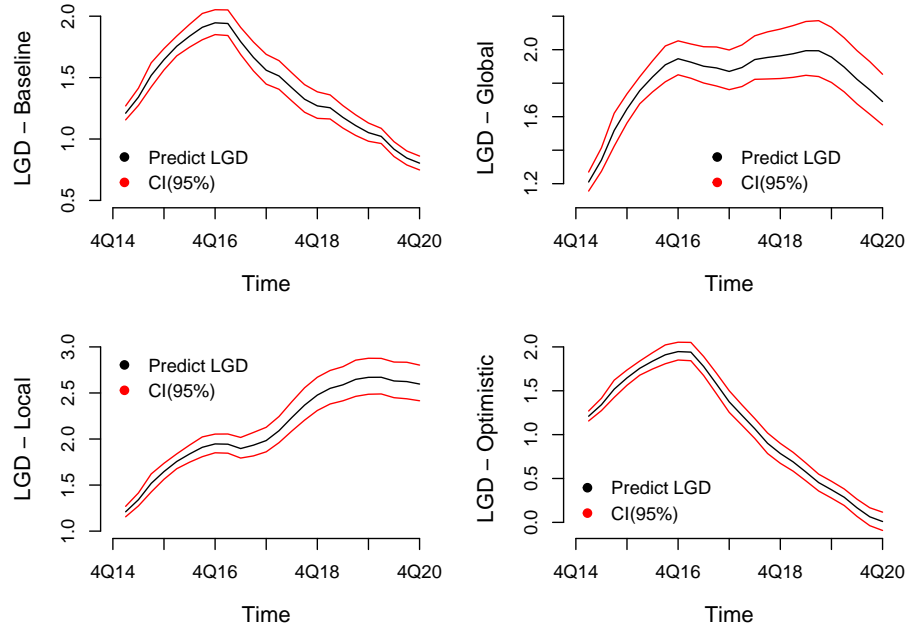 LGD − Baseline
2.0
1.5
1.0
0.5
Predict LGD
CI(95%)
4Q14 4Q16 4Q18 4Q20
Time
LGD − Global
2.0
1.6
1.2
Predict LGD
CI(95%)
4Q14 4Q16 4Q18 4Q20
Time
LGD − Local
3.0
2.5
2.0
1.5
1.0
Predict LGD
CI(95%)
4Q14 4Q16 4Q18 4Q20
Time
LGD − Optimistic
2.0
1.5
1.0
0.5
0.0
Predict LGD
CI(95%)
4Q14 4Q16 4Q18 4Q20
Time